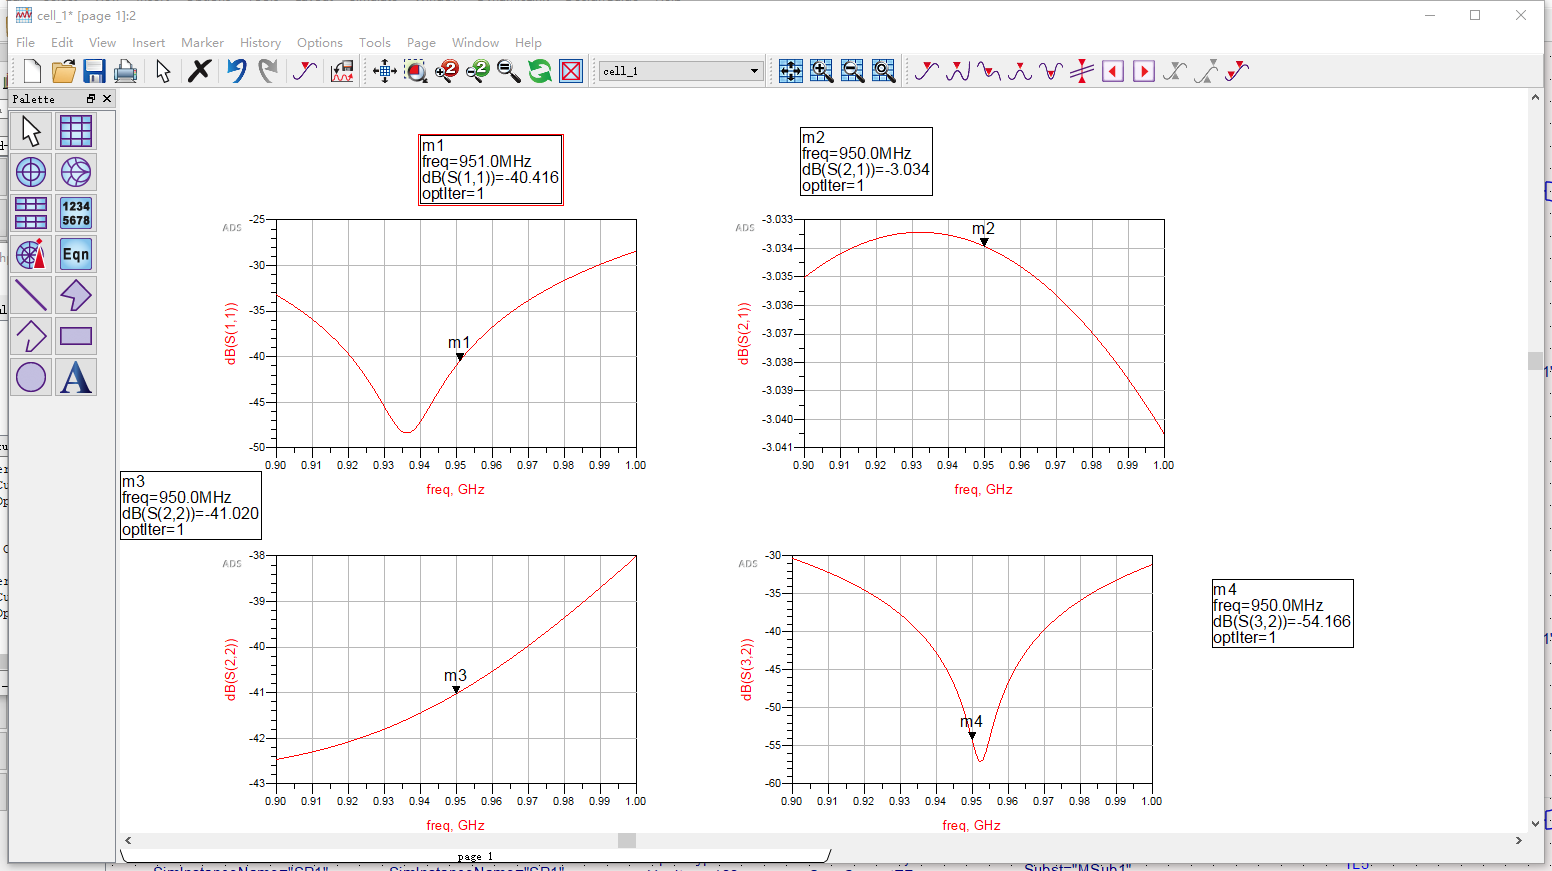 cell_1* [page 1]:2
File Edit View Insert Marker History Options Tools Page Window Help
cell_1
Palette
1234
5678
Eqn
m1
freq=951.0MHz
dB(S(1,1))=-40.416
optIter=1
m2
freq=950.0MHz
dB(S(2,1))=-3.034
optIter=1
ADS
-25
-30
-35
-40
-45
-50
dB(S(1,1))
m1
0.90 0.91 0.92 0.93 0.94 0.95 0.96 0.97 0.98 0.99 1.00
freq, GHz
ADS
-3.033
-3.034
-3.035
-3.036
-3.037
-3.038
-3.039
-3.040
-3.041
dB(S(2,1))
m2
0.90 0.91 0.92 0.93 0.94 0.95 0.96 0.97 0.98 0.99 1.00
freq, GHz
m3
freq=950.0MHz
dB(S(2,2))=-41.020
optIter=1
ADS
-38
-39
-40
-41
-42
-43
dB(S(2,2))
m3
0.90 0.91 0.92 0.93 0.94 0.95 0.96 0.97 0.98 0.99 1.00
freq, GHz
ADS
-30
-35
-40
-45
-50
-55
-60
dB(S(3,2))
m4
0.90 0.91 0.92 0.93 0.94 0.95 0.96 0.97 0.98 0.99 1.00
freq, GHz
m4
freq=950.0MHz
dB(S(3,2))=-54.166
optIter=1
page 1
SimInstanceName="SP1" SimInstanceName="SP1" Subst="MSub1"